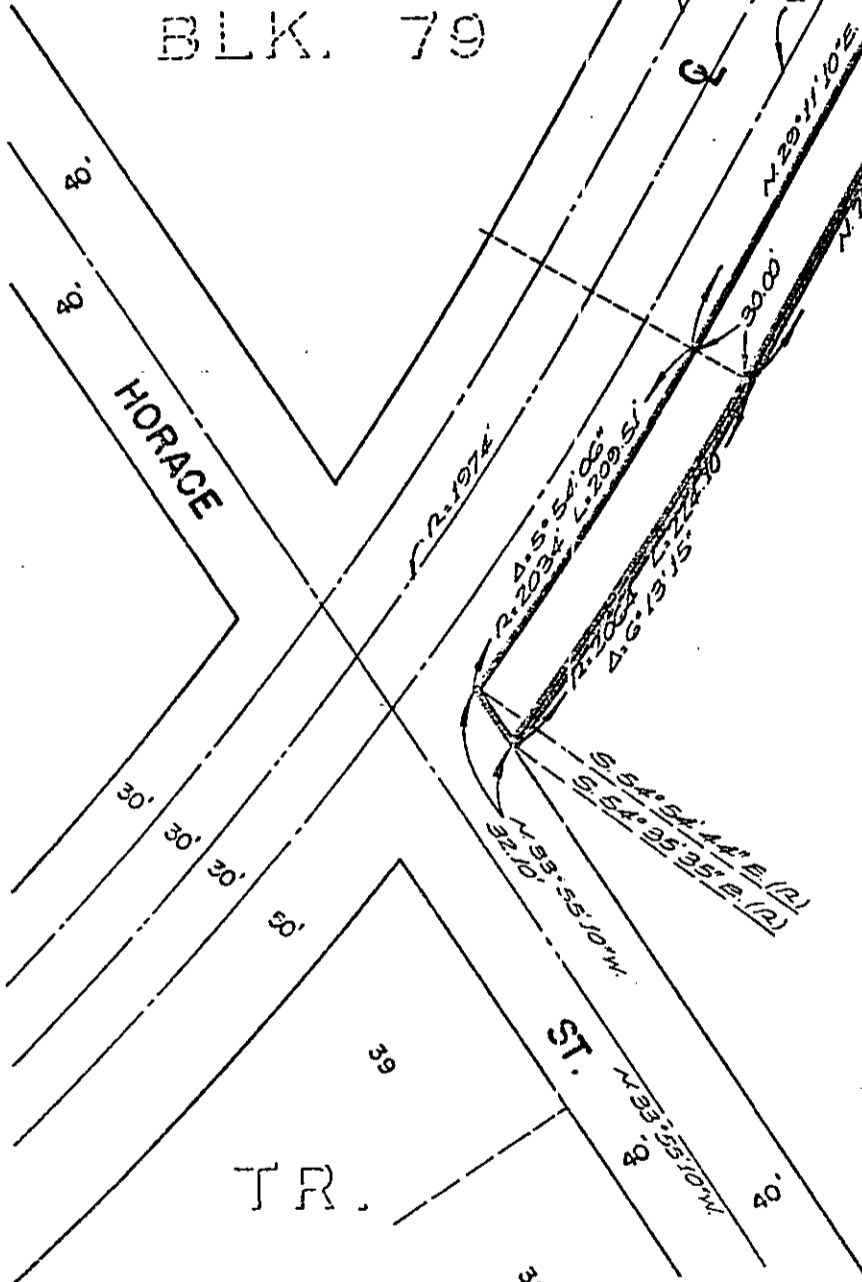 BLK. 79
℄
40'
40'
HORACE
N.29°11'10"E.
30.00'
R=1974'
Δ=5°54'06"
R=2034' L=209.51'
R=2064' L=224.10'
Δ=6°13'15"
S.54°54'44"E.(R)
S.54°35'35"E.(R)
N.33°55'10"W.
32.10'
30'
30'
30'
50'
39
ST.
N.33°55'10"W.
40'
40'
TR.